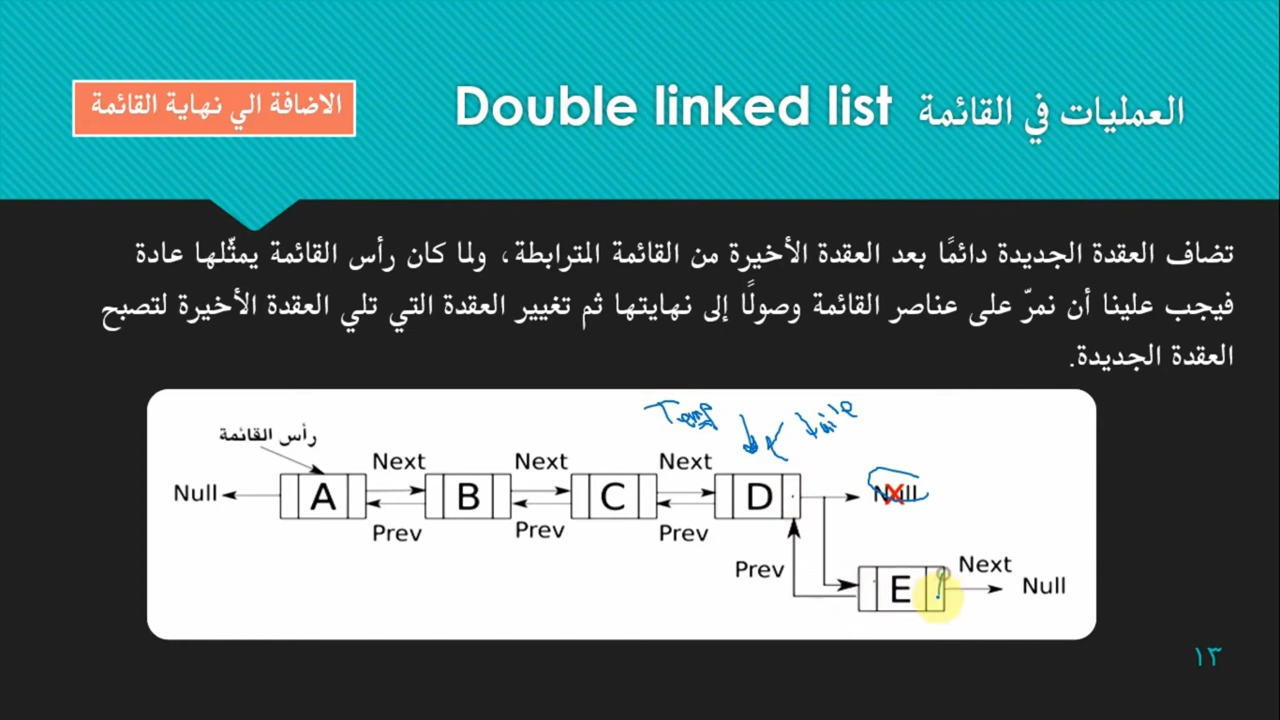 العمليات في القائمة Double linked list
الاضافة الي نهاية القائمة
تضاف العقدة الجديدة دائمًا بعد العقدة الأخيرة من القائمة المترابطة، ولما كان رأس القائمة يمثّلها عادة
فيجب علينا أن نمرّ على عناصر القائمة وصولًا إلى نهايتها ثم تغيير العقدة التي تلي العقدة الأخيرة لتصبح
العقدة الجديدة.
Temp taile
رأس القائمة
Next Next Next
Null A B C D Null
Prev Prev Prev
Prev E Next Null
١٣